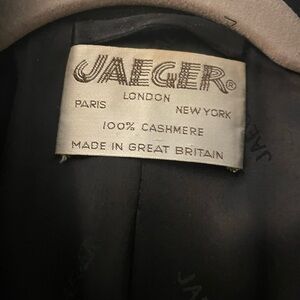 JAEGER®
LONDON
PARIS NEW YORK
100% CASHMERE
MADE IN GREAT BRITAIN